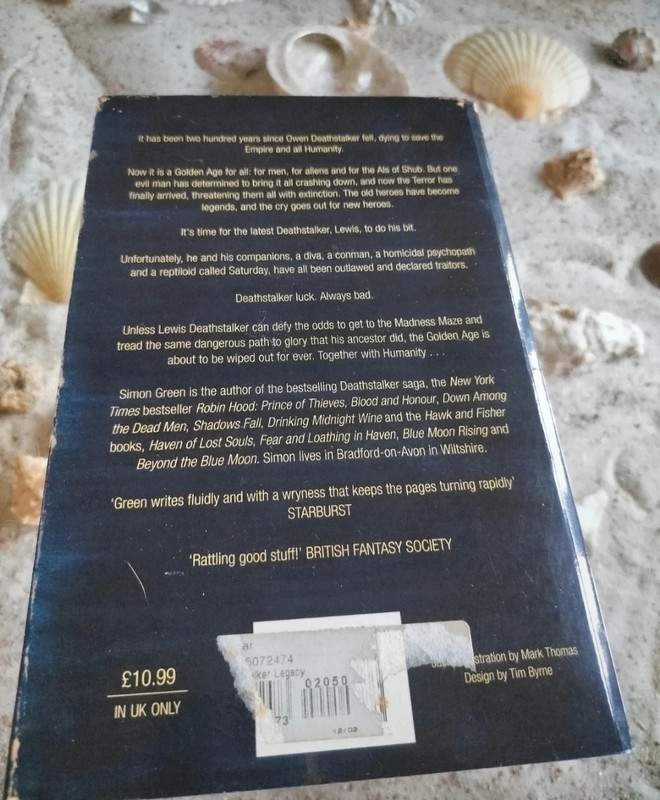 It has been two hundred years since Owen Deathstalker fell, dying to save the
Empire and all Humanity.
Now it is a Golden Age for all: for men, for aliens and for the AIs of Shub. But one
evil man has determined to bring it all crashing down, and now the Terror has
finally arrived, threatening them all with extinction. The old heroes have become
legends, and the cry goes out for new heroes.
It's time for the latest Deathstalker, Lewis, to do his bit.
Unfortunately, he and his companions, a diva, a conman, a homicidal psychopath
and a reptiloid called Saturday, have all been outlawed and declared traitors.
Deathstalker luck. Always bad.
Unless Lewis Deathstalker can defy the odds to get to the Madness Maze and
tread the same dangerous path to glory that his ancestor did, the Golden Age is
about to be wiped out for ever. Together with Humanity . . .
Simon Green is the author of the bestselling Deathstalker saga, the New York
Times bestseller Robin Hood: Prince of Thieves, Blood and Honour, Down Among
the Dead Men, Shadows Fall, Drinking Midnight Wine and the Hawk and Fisher
books, Haven of Lost Souls, Fear and Loathing in Haven, Blue Moon Rising and
Beyond the Blue Moon. Simon lives in Bradford-on-Avon in Wiltshire.
'Green writes fluidly and with a wryness that keeps the pages turning rapidly'
STARBURST
'Rattling good stuff!' BRITISH FANTASY SOCIETY
ar
5072474
lker Legacy
02050
73
12/02
£10.99
IN UK ONLY
stration by Mark Thomas
Design by Tim Byrne